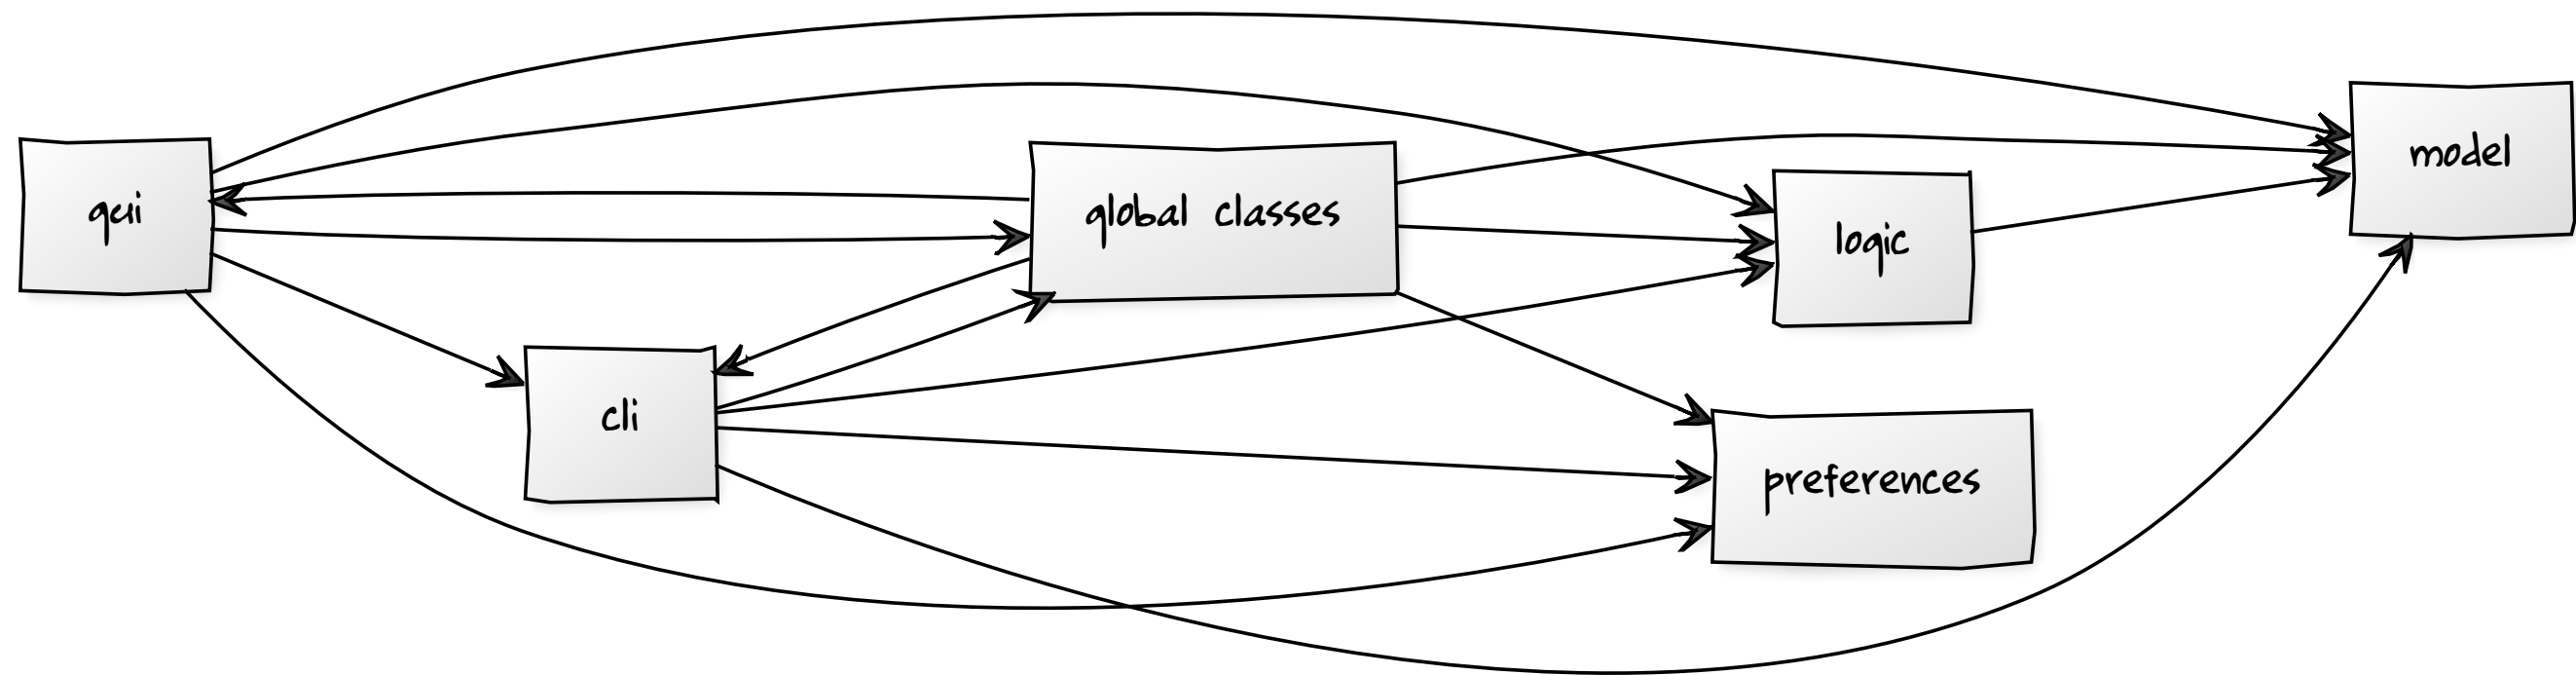 gui
global classes
cli
logic
preferences
model